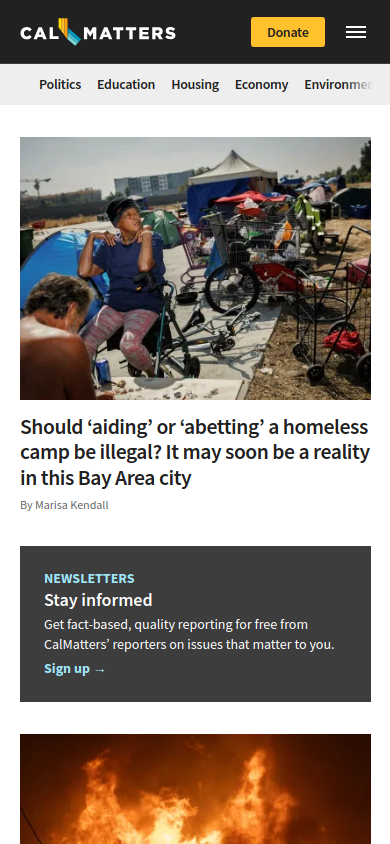 CAL MATTERS
Donate
Politics Education Housing Economy
Should ‘aiding’ or ‘abetting’ a homeless
camp be illegal? It may soon be a reality
in this Bay Area city
By Marisa Kendall
NEWSLETTERS
Stay informed
Get fact-based, quality reporting for free from
CalMatters’ reporters on issues that matter to you.
Sign up →